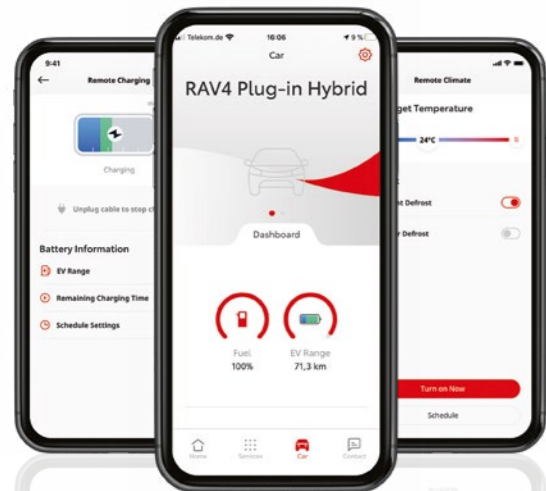 9:41
Remote Charging
Charging
Unplug cable to stop
Battery Information
EV Range
Remaining Charging Time
Schedule Settings
Telekom.de 16:06 9 %
Car
RAV4 Plug-in Hybrid
Dashboard
Fuel
100%
EV Range
71,3 km
Home Services Car Contact
Remote Climate
get Temperature
24°C
t Defrost
r Defrost
Turn on Now
Schedule